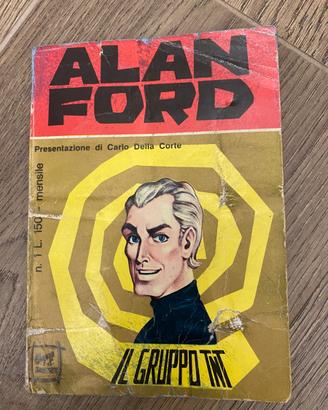 ALAN
FORD
Presentazione di Carlo Della Corte
n. 1 L. 150 - mensile
IL GRUPPO TNT